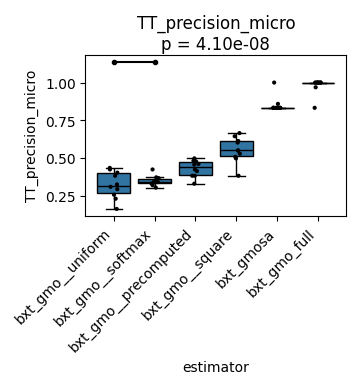 TT_precision_micro
p = 4.10e-08
TT_precision_micro
1.00
0.75
0.50
0.25
bxt_gmo__uniform
bxt_gmo__softmax
bxt_gmo__precomputed
bxt_gmo__square
bxt_gmosa
bxt_gmo_full
estimator